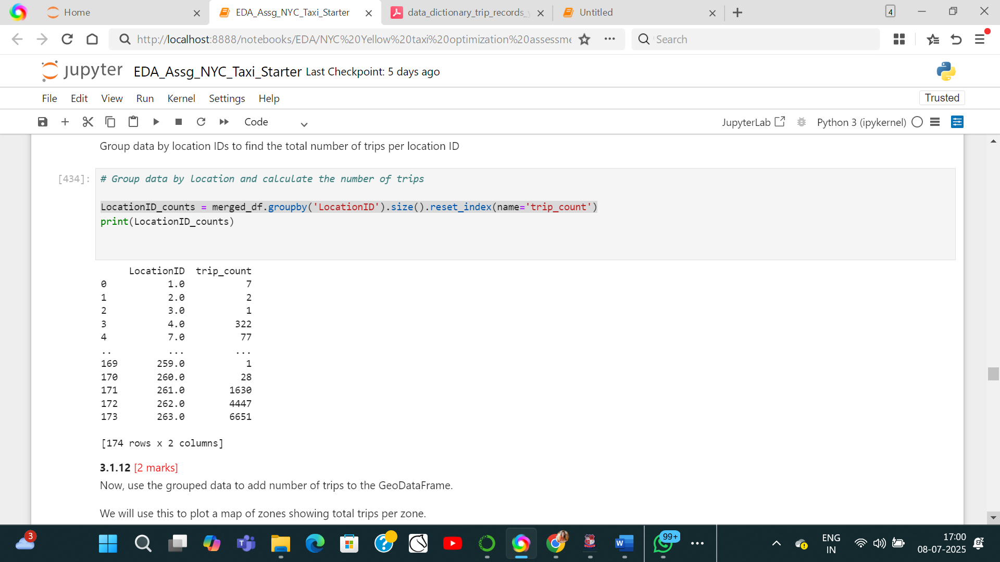 Home
EDA_Assg_NYC_Taxi_Starter
data_dictionary_trip_records_
Untitled
4
http://localhost:8888/notebooks/EDA/NYC%20Yellow%20taxi%20optimization%20assessme
Search
jupyter EDA_Assg_NYC_Taxi_Starter Last Checkpoint: 5 days ago
File Edit View Run Kernel Settings Help
Trusted
Code
JupyterLab
Python 3 (ipykernel)
Group data by location IDs to find the total number of trips per location ID
[434]: # Group data by location and calculate the number of trips
LocationID_counts = merged_df.groupby('LocationID').size().reset_index(name='trip_count')
print(LocationID_counts)
LocationID trip_count
0 1.0 7
1 2.0 2
2 3.0 1
3 4.0 322
4 7.0 77
.. ... ...
169 259.0 1
170 260.0 28
171 261.0 1630
172 262.0 4447
173 263.0 6651
[174 rows x 2 columns]
3.1.12 [2 marks]
Now, use the grouped data to add number of trips to the GeoDataFrame.
We will use this to plot a map of zones showing total trips per zone.
3
99+
ENG
IN
17:00
08-07-2025